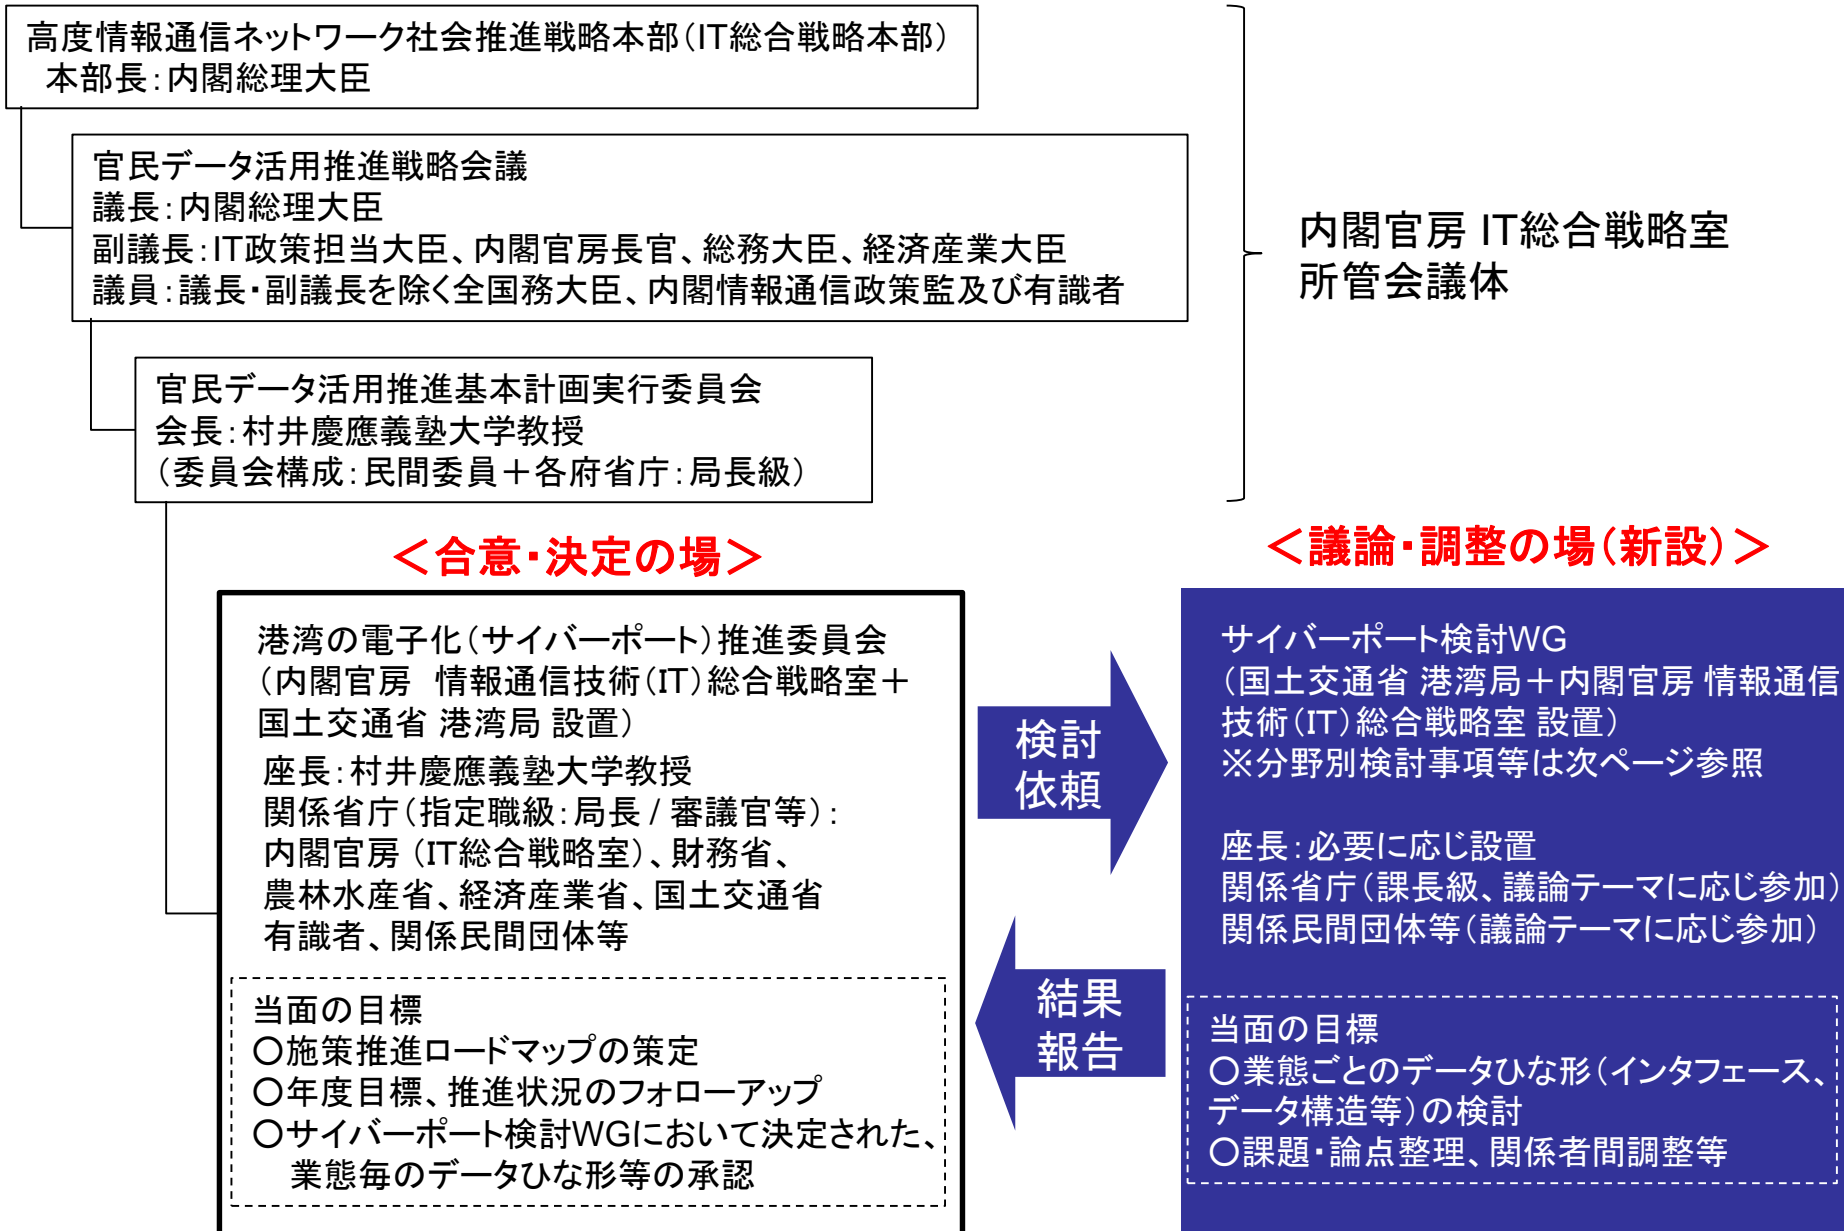 高度情報通信ネットワーク社会推進戦略本部(IT総合戦略本部)
本部長:内閣総理大臣
官民データ活用推進戦略会議
議長:内閣総理大臣
副議長:IT政策担当大臣、内閣官房長官、総務大臣、経済産業大臣
議員:議長・副議長を除く全国務大臣、内閣情報通信政策監及び有識者
内閣官房 IT総合戦略室
所管会議体
官民データ活用推進基本計画実行委員会
会長:村井慶應義塾大学教授
(委員会構成:民間委員+各府省庁:局長級)
<合意・決定の場>
港湾の電子化(サイバーポート)推進委員会
(内閣官房 情報通信技術(IT)総合戦略室+
国土交通省 港湾局 設置)
座長:村井慶應義塾大学教授
関係省庁(指定職級:局長 / 審議官等):
内閣官房 (IT総合戦略室)、財務省、
農林水産省、経済産業省、国土交通省
有識者、関係民間団体等
当面の目標
○施策推進ロードマップの策定
○年度目標、推進状況のフォローアップ
○サイバーポート検討WGにおいて決定された、
業態毎のデータひな形等の承認
検討
依頼
結果
報告
<議論・調整の場(新設)>
サイバーポート検討WG
(国土交通省 港湾局+内閣官房 情報通信
技術(IT)総合戦略室 設置)
※分野別検討事項等は次ページ参照
座長:必要に応じ設置
関係省庁(課長級、議論テーマに応じ参加)
関係民間団体等(議論テーマに応じ参加)
当面の目標
○業態ごとのデータひな形(インタフェース、
データ構造等)の検討
○課題・論点整理、関係者間調整等